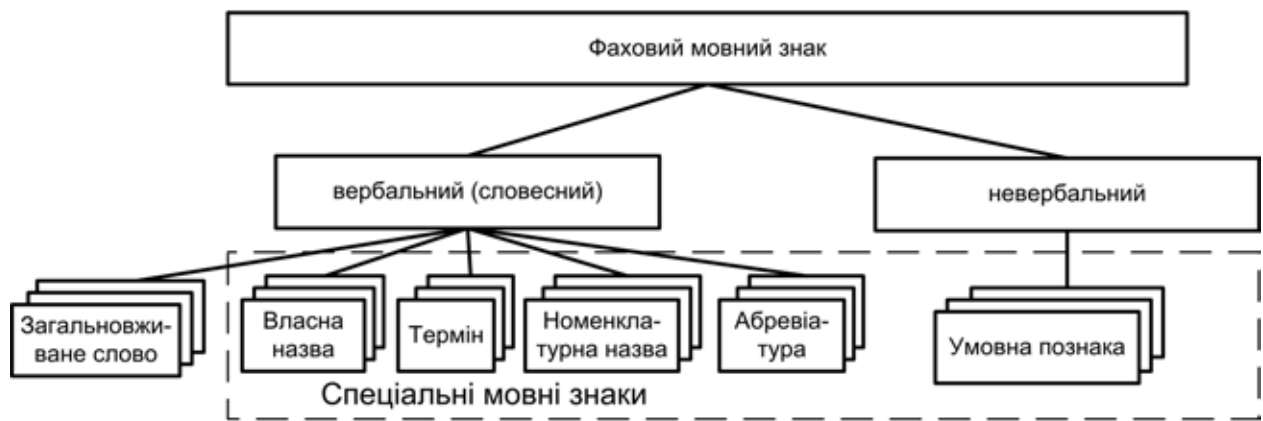 Фаховий мовний знак
вербальний (словесний)
невербальний
Загальновжи-
ване слово
Власна
назва
Термін
Номенкла-
турна назва
Абревіа-
тура
Умовна познака
Спеціальні мовні знаки